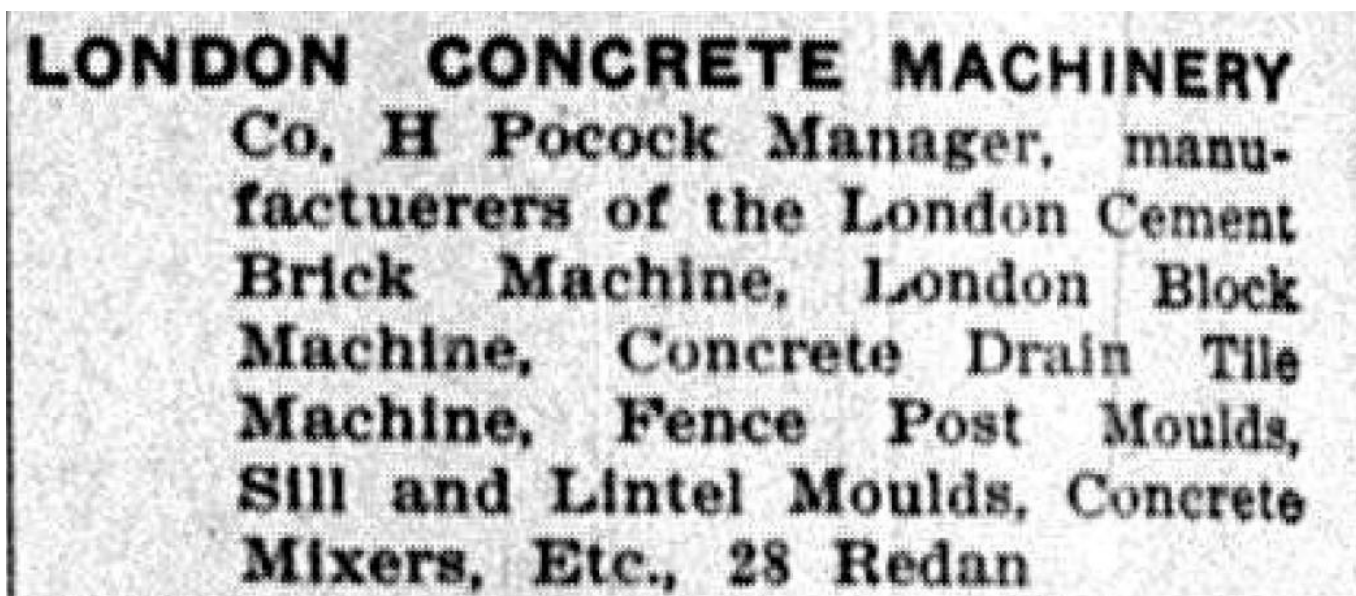 LONDON CONCRETE MACHINERY
Co, H Pocock Manager, manu-
factuerers of the London Cement
Brick Machine, London Block
Machine, Concrete Drain Tile
Machine, Fence Post Moulds,
Sill and Lintel Moulds, Concrete
Mixers, Etc., 28 Redan